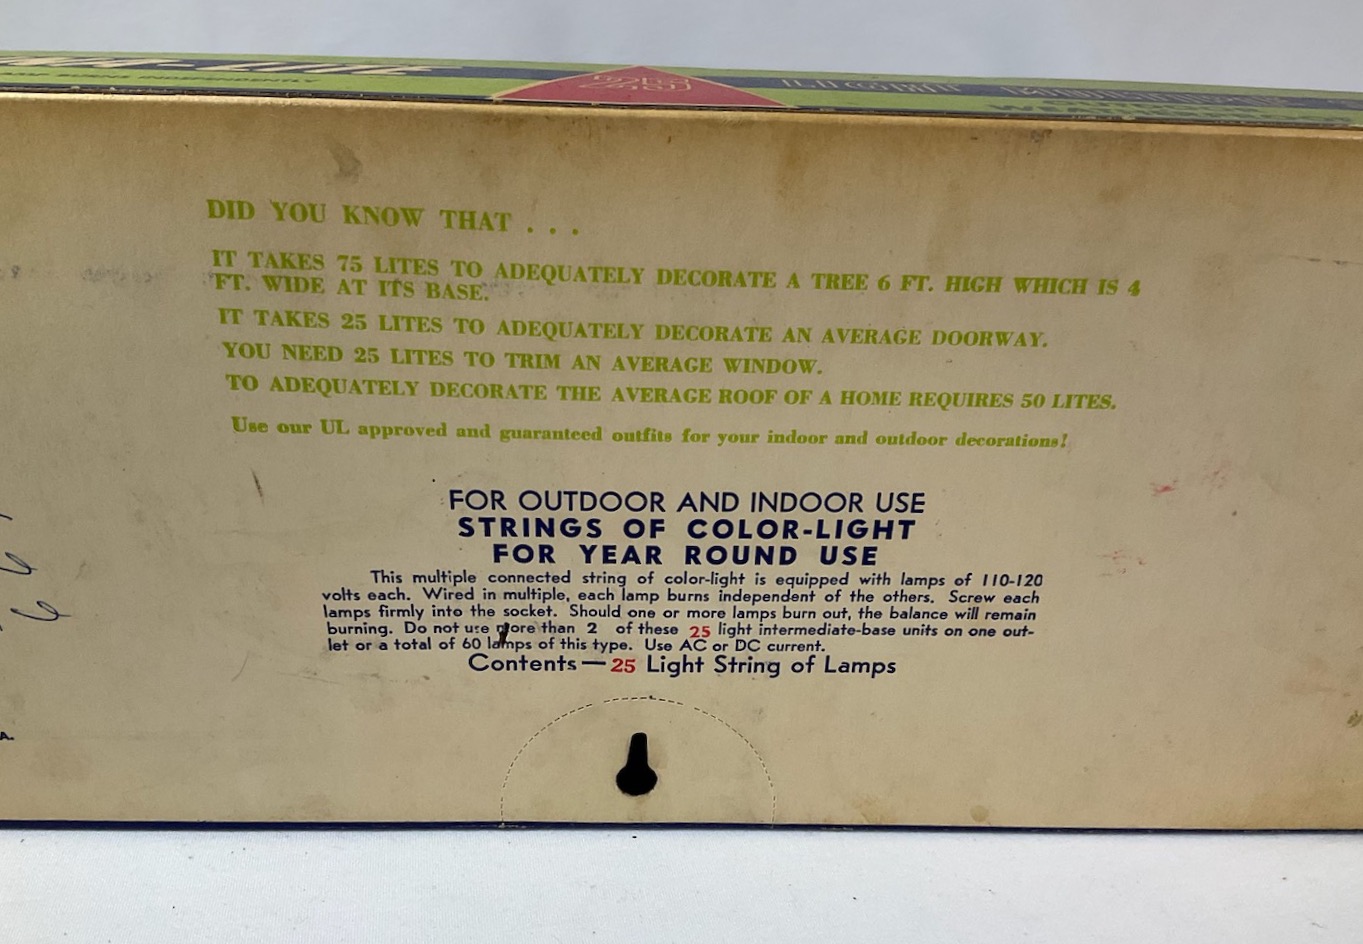 25
LIGHT
DID YOU KNOW THAT . . .
IT TAKES 75 LITES TO ADEQUATELY DECORATE A TREE 6 FT. HIGH WHICH IS 4
FT. WIDE AT ITS BASE.
IT TAKES 25 LITES TO ADEQUATELY DECORATE AN AVERAGE DOORWAY.
YOU NEED 25 LITES TO TRIM AN AVERAGE WINDOW.
TO ADEQUATELY DECORATE THE AVERAGE ROOF OF A HOME REQUIRES 50 LITES.
Use our UL approved and guaranteed outfits for your indoor and outdoor decorations!
FOR OUTDOOR AND INDOOR USE
STRINGS OF COLOR-LIGHT
FOR YEAR ROUND USE
This multiple connected string of color-light is equipped with lamps of 110-120
volts each. Wired in multiple, each lamp burns independent of the others. Screw each
lamps firmly into the socket. Should one or more lamps burn out, the balance will remain
burning. Do not use more than 2 of these 25 light intermediate-base units on one out-
let or a total of 60 lamps of this type. Use AC or DC current.
Contents—25 Light String of Lamps